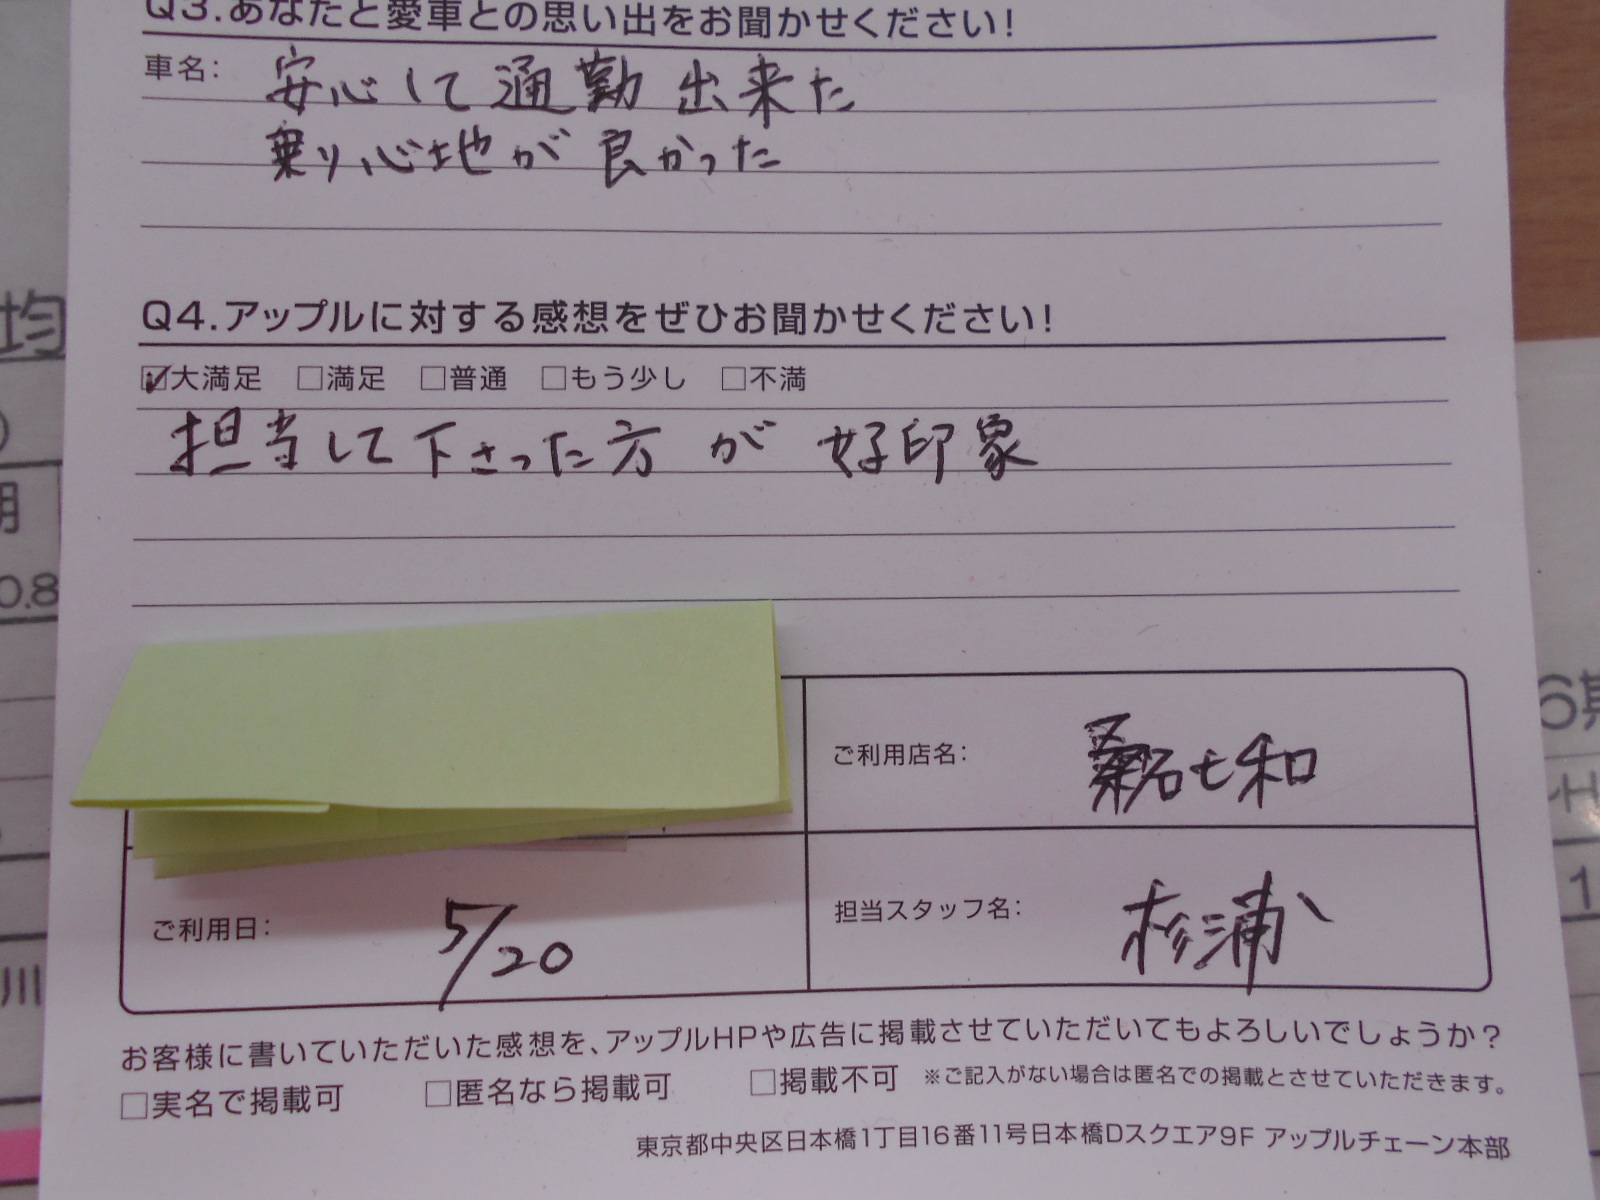 Q3.あなたと愛車との思い出をお聞かせください!
車名: 安心して通勤出来た
乗り心地が良かった
Q4.アップルに対する感想をぜひお聞かせください!
☑大満足 □満足 □普通 □もう少し □不満
担当して下さった方が好印象
ご利用店名: 桑名七和
ご利用日: 5/20
担当スタッフ名: 杉浦
お客様に書いていただいた感想を、アップルHPや広告に掲載させていただいてもよろしいでしょうか?
□実名で掲載可 □匿名なら掲載可 □掲載不可 ※ご記入がない場合は匿名での掲載とさせていただきます。
東京都中央区日本橋1丁目16番11号日本橋Dスクエア9F アップルチェーン本部
均
期
0.8
川
6期
1